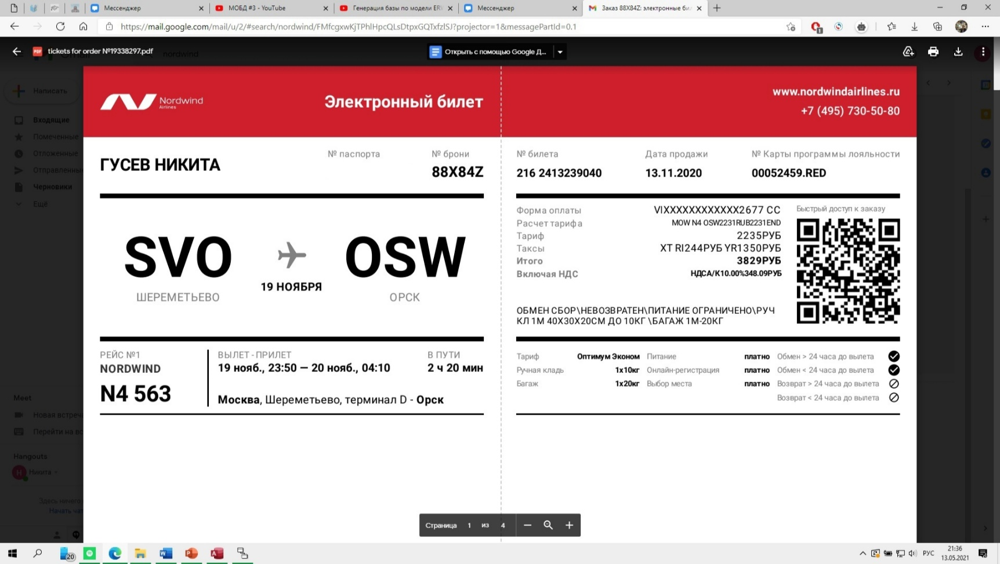 Мессенджер
МОБД #3 - YouTube
Генерация базы по модели ER
Мессенджер
Заказ 88X84Z: электронные би
https://mail.google.com/mail/u/2/#search/nordwind/FMfcgxwKjTPhlHpcQLsDtpxGQTxfzlSJ?projector=1&messagePartId=0.1
tickets for order №19338297.pdf
nordwind
Открыть с помощью Google Д...
Написать
Входящие
Помеченные
Отложенные
Отправленные
Черновики
Ещё
Meet
Новая встреч
Перейти на вс
Hangouts
Никита
Здесь ничего
Начать чат
Nordwind
Airlines
Электронный билет
www.nordwindairlines.ru
+7 (495) 730-50-80
ГУСЕВ НИКИТА
№ паспорта
№ брони
88X84Z
№ билета
216 2413239040
Дата продажи
13.11.2020
№ Карты программы лояльности
00052459.RED
SVO
ШЕРЕМЕТЬЕВО
19 НОЯБРЯ
OSW
ОРСК
Форма оплаты VIXXXXXXXXXXXX2677 CC
Расчет тарифа MOW N4 OSW2231RUB2231END
Тариф 2235РУБ
Таксы XT RI244РУБ YR1350РУБ
Итого 3829РУБ
Включая НДС НДСА/К10.00%348.09РУБ
Быстрый доступ к заказу
ОБМЕН СБОР\НЕВОЗВРАТЕН\ПИТАНИЕ ОГРАНИЧЕНО\РУЧ
КЛ 1М 40Х30Х20СМ ДО 10КГ \БАГАЖ 1М-20КГ
РЕЙС №1
NORDWIND
N4 563
ВЫЛЕТ - ПРИЛЕТ
19 нояб., 23:50 — 20 нояб., 04:10
В ПУТИ
2 ч 20 мин
Москва, Шереметьево, терминал D - Орск
Тариф Оптимум Эконом Питание платно Обмен > 24 часа до вылета
Ручная кладь 1x10кг Онлайн-регистрация платно Обмен < 24 часа до вылета
Багаж 1x20кг Выбор места платно Возврат > 24 часа до вылета
Возврат < 24 часа до вылета
Страница 1 из 4
20
РУС
21:36
13.05.2021